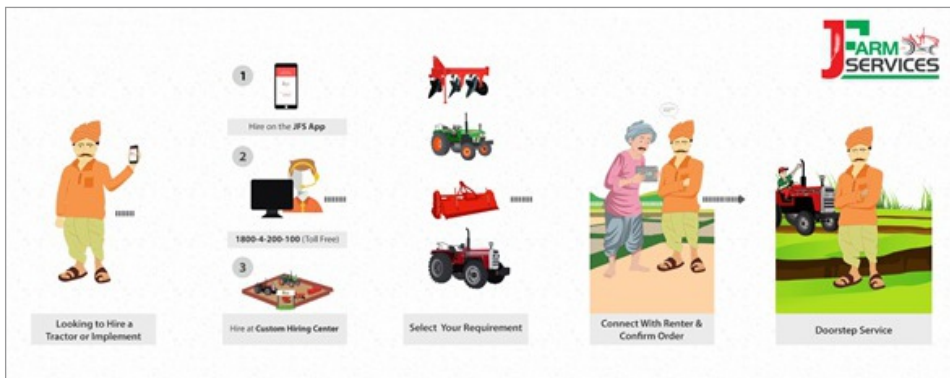 JFARM
SERVICES
1
Hire on the JFS App
2
1800-4-200-100 (Toll Free)
3
Hire at Custom Hiring Center
Looking to Hire a
Tractor or Implement
Select Your Requirement
Connect With Renter &
Confirm Order
Doorstep Service